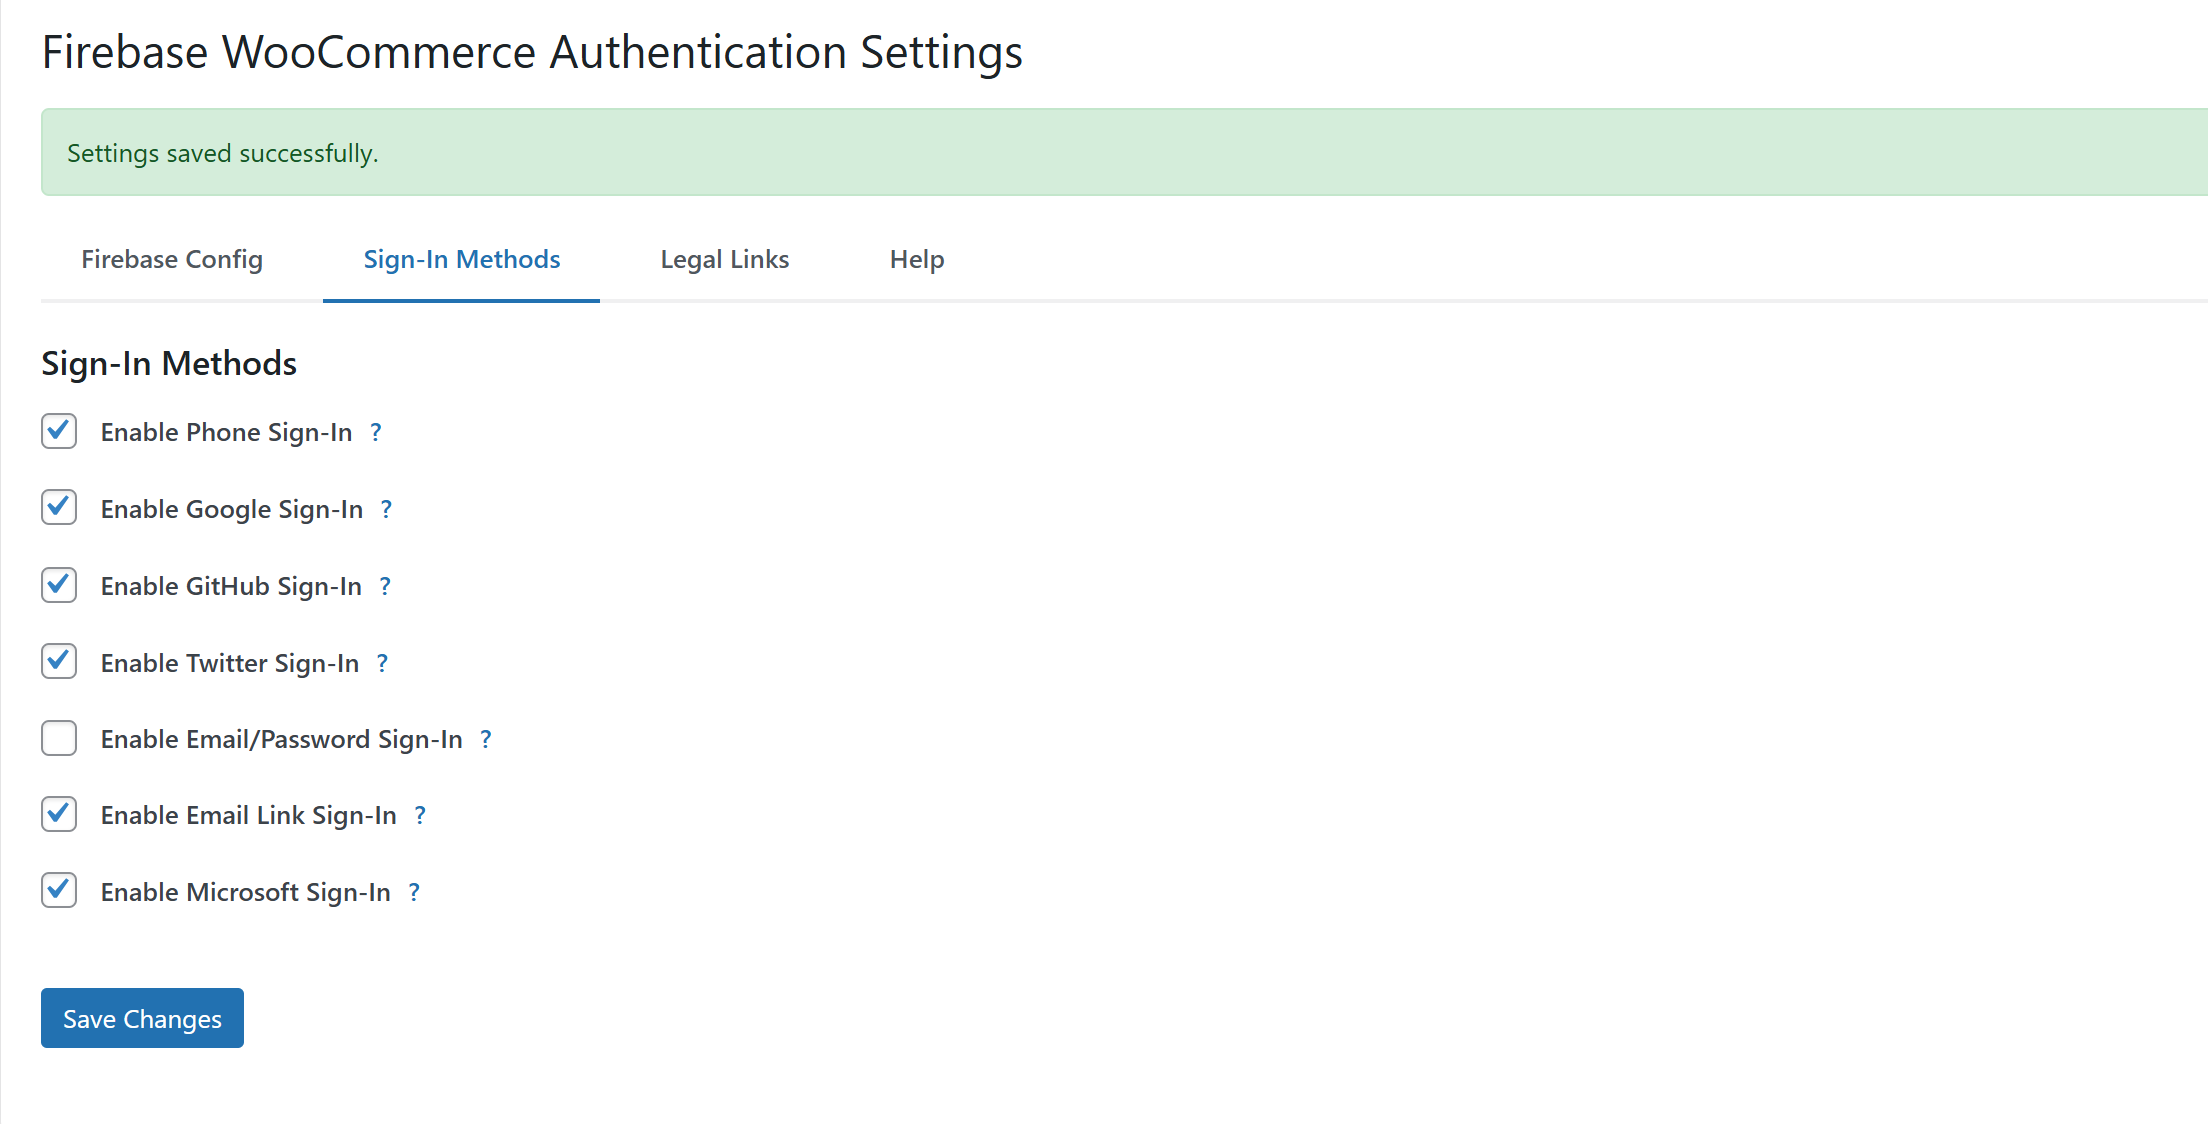 Firebase WooCommerce Authentication Settings
Settings saved successfully.
Firebase Config Sign-In Methods Legal Links Help
Sign-In Methods
Enable Phone Sign-In ?
Enable Google Sign-In ?
Enable GitHub Sign-In ?
Enable Twitter Sign-In ?
Enable Email/Password Sign-In ?
Enable Email Link Sign-In ?
Enable Microsoft Sign-In ?
Save Changes